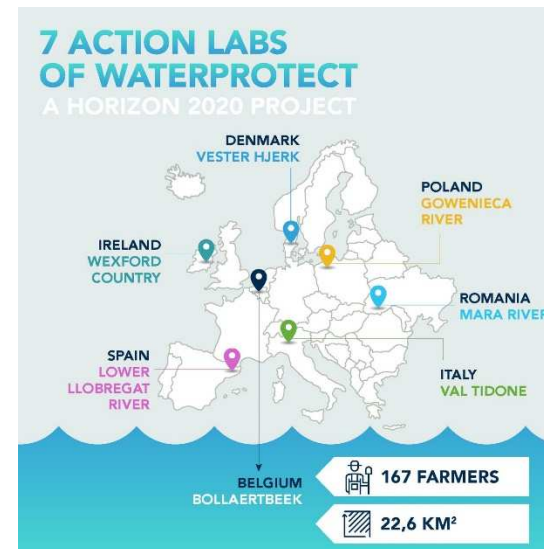 7 ACTION LABS
OF WATERPROTECT
A HORIZON 2020 PROJECT
DENMARK
VESTER HJERK
POLAND
GOWENIECA
RIVER
IRELAND
WEXFORD
COUNTRY
ROMANIA
MARA RIVER
SPAIN
LOWER
LLOBREGAT
RIVER
ITALY
VAL TIDONE
BELGIUM
BOLLAERTBEEK
167 FARMERS
22,6 KM²